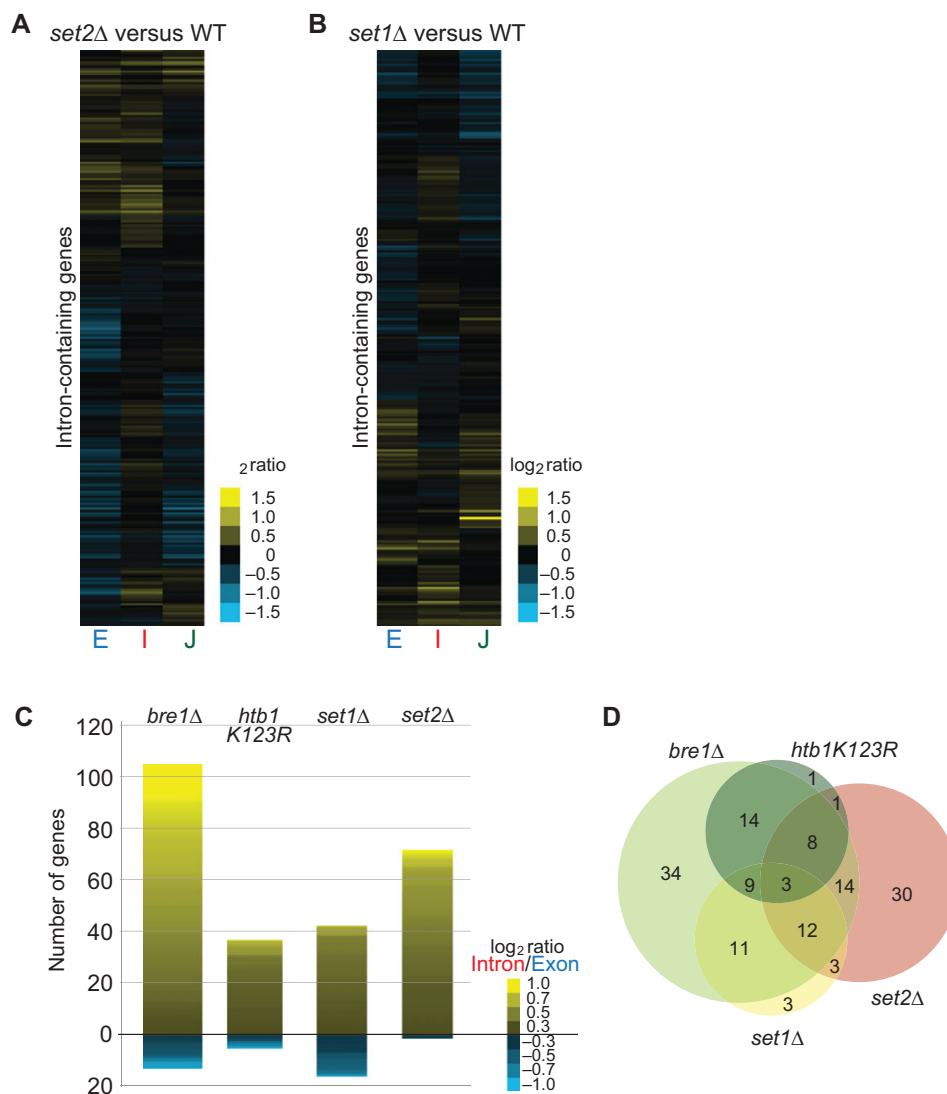 A
set2Δ versus WT
B
set1Δ versus WT
Intron-containing genes
Intron-containing genes
2 ratio
1.5
1.0
0.5
0
–0.5
–1.0
–1.5
log2 ratio
1.5
1.0
0.5
0
–0.5
–1.0
–1.5
E I J
E I J
C
bre1Δ
htb1
K123R
set1Δ
set2Δ
Number of genes
120
100
80
60
40
20
0
20
log2 ratio
Intron/Exon
1.0
0.7
0.5
0.3
–0.3
–0.5
–0.7
–1.0
D
bre1Δ
htb1K123R
1
1
14
8
34
9
3
14
30
11
12
3
3
set2Δ
set1Δ